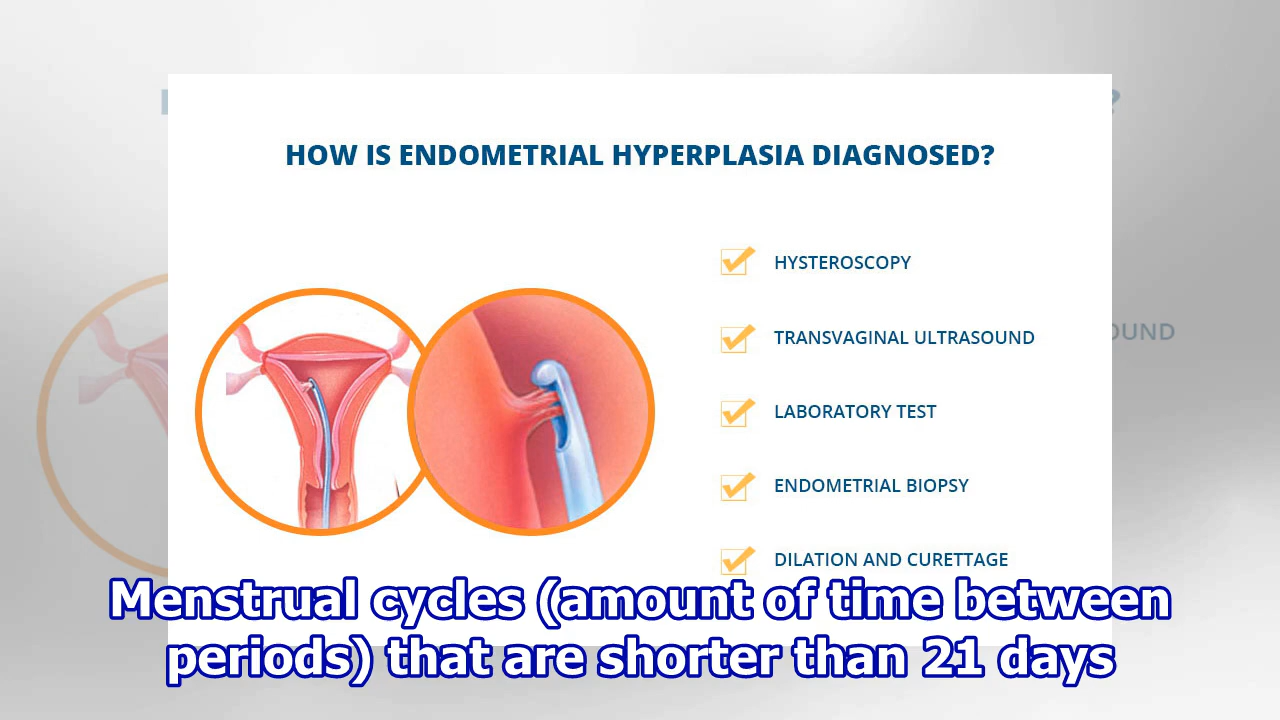 HOW IS ENDOMETRIAL HYPERPLASIA DIAGNOSED?
HYSTEROSCOPY
TRANSVAGINAL ULTRASOUND
LABORATORY TEST
ENDOMETRIAL BIOPSY
DILATION AND CURETTAGE
Menstrual cycles (amount of time between
periods) that are shorter than 21 days